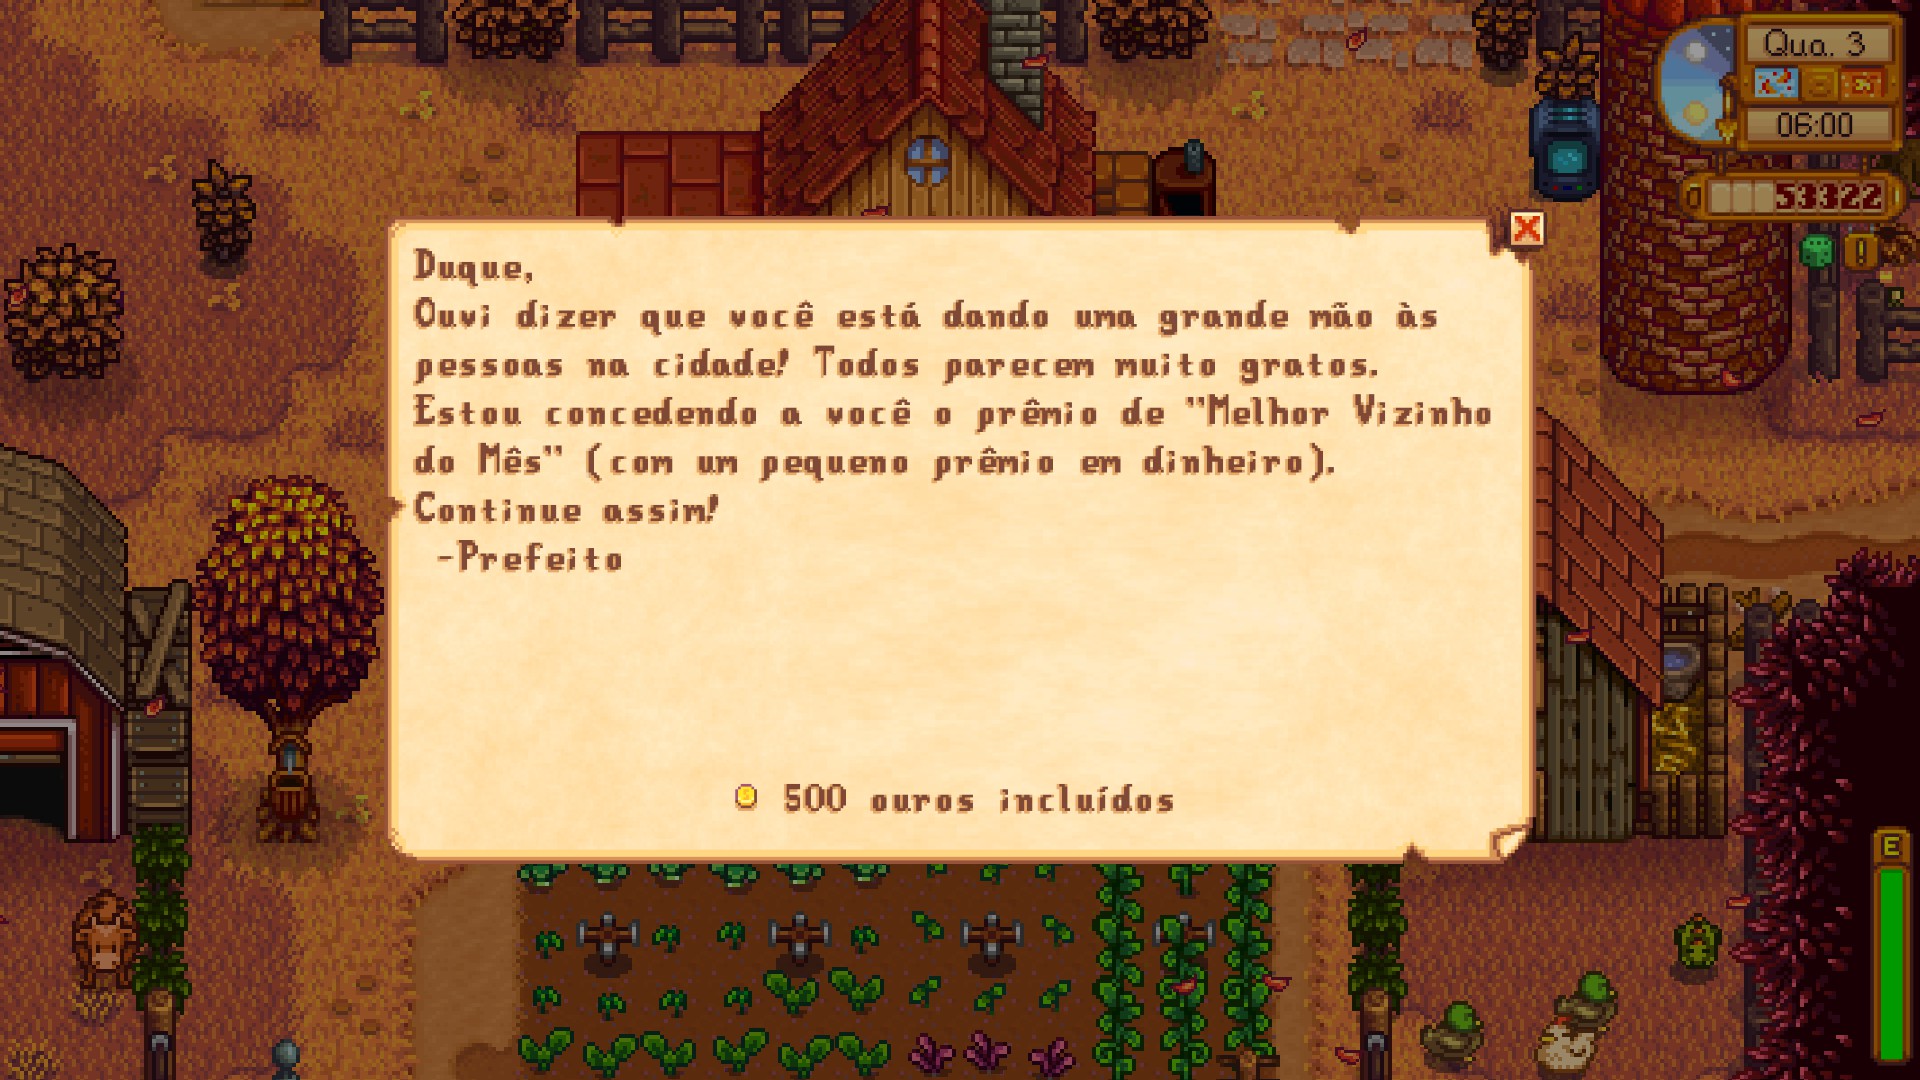 Qua. 3
06:00
53322
Duque,
Ouvi dizer que você está dando uma grande mão às
pessoas na cidade! Todos parecem muito gratos.
Estou concedendo a você o prêmio de "Melhor Vizinho
do Mês" (com um pequeno prêmio em dinheiro).
Continue assim!
-Prefeito
500 ouros incluídos
E